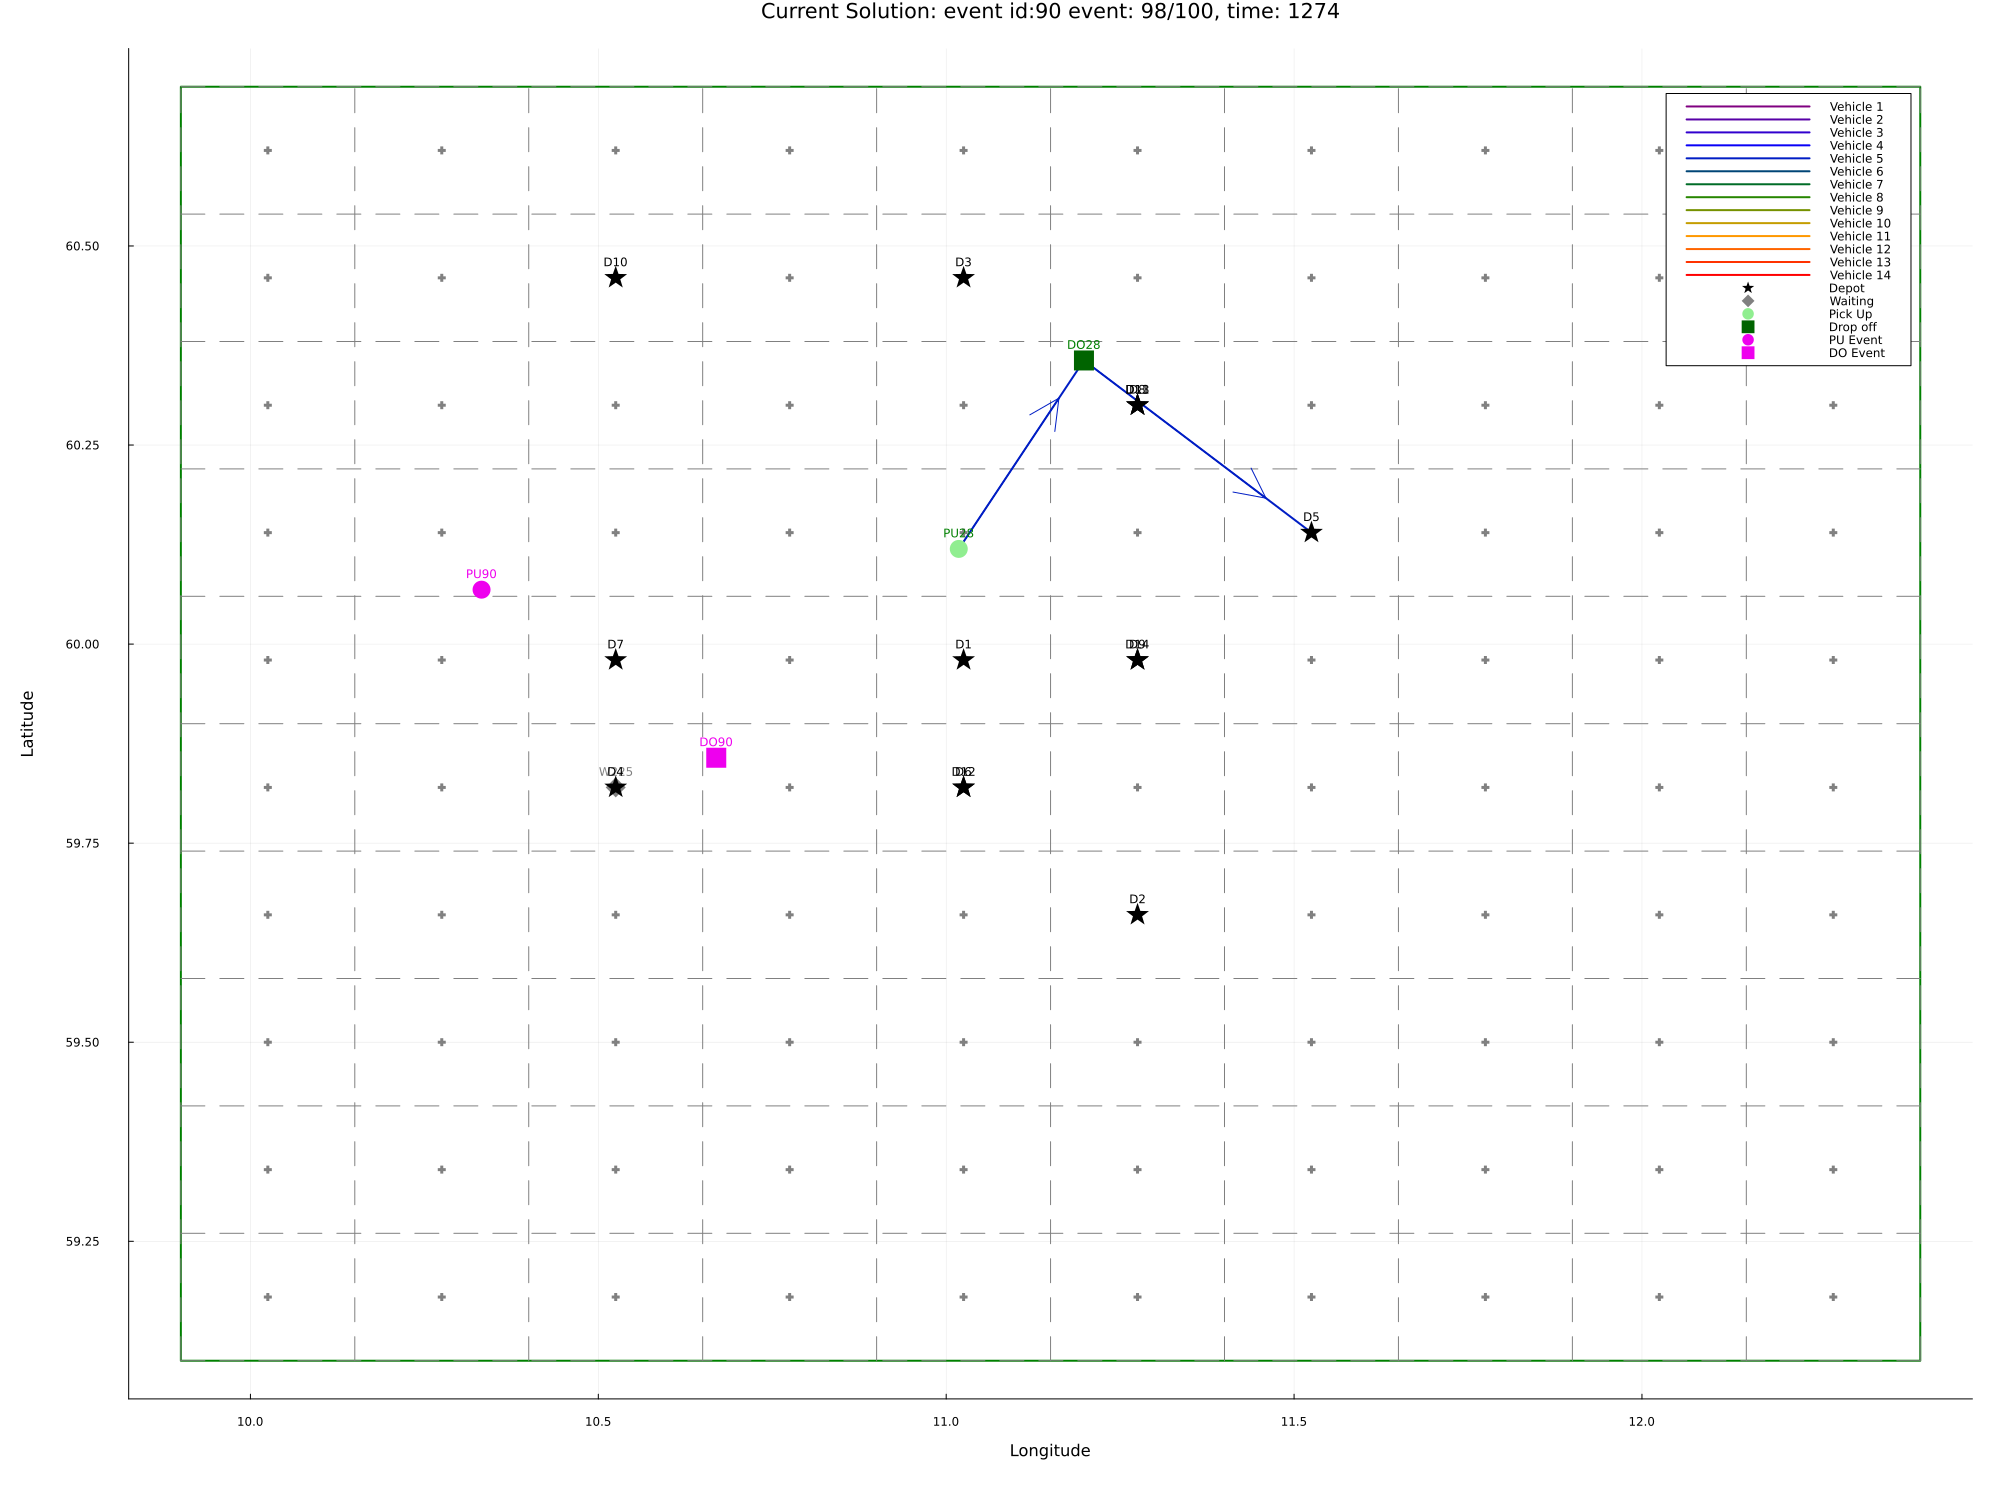 Current Solution: event id:90 event: 98/100, time: 1274
Vehicle 1
Vehicle 2
Vehicle 3
Vehicle 4
Vehicle 5
Vehicle 6
Vehicle 7
Vehicle 8
Vehicle 9
Vehicle 10
Vehicle 11
Vehicle 12
Vehicle 13
Vehicle 14
Depot
Waiting
Pick Up
Drop off
PU Event
DO Event
60.50
60.25
60.00
59.75
59.50
59.25
Latitude
D10
D3
DO28
D5
PU28
PU90
D7
D1
DO90
D4
D2
10.0
10.5
11.0
11.5
12.0
Longitude